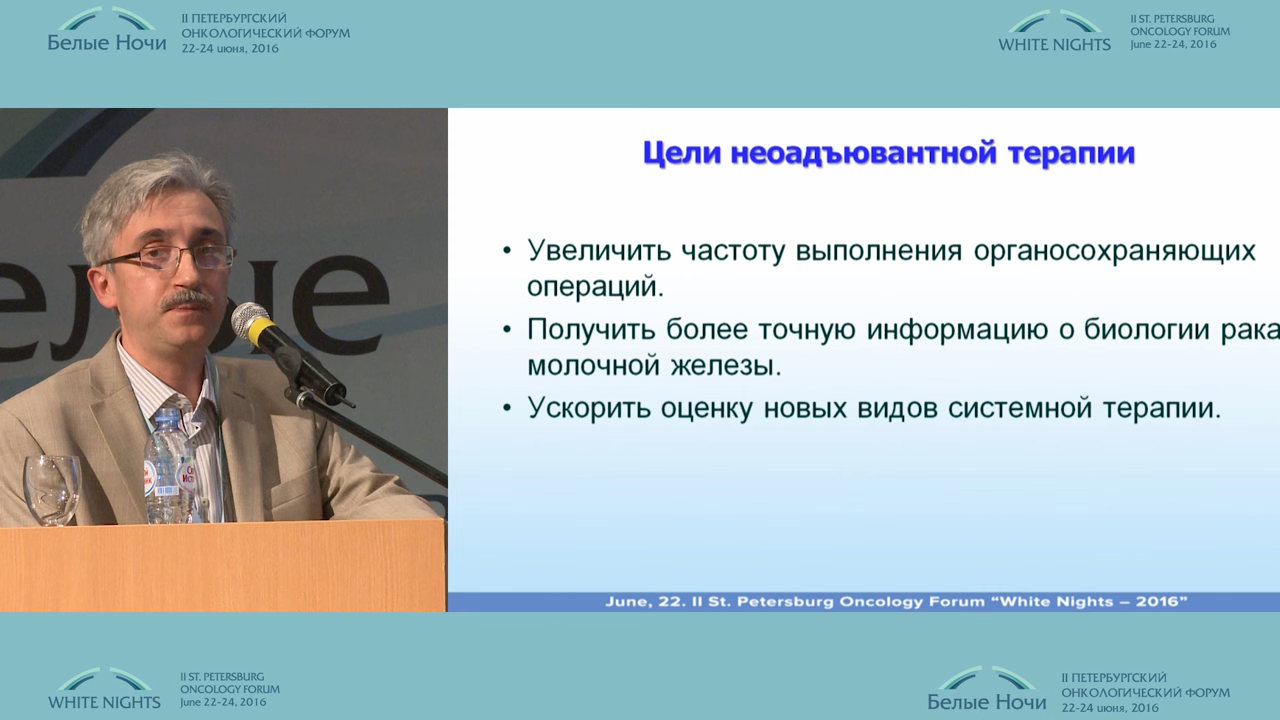 Белые Ночи
II ПЕТЕРБУРГСКИЙ
ОНКОЛОГИЧЕСКИЙ ФОРУМ
22-24 июня, 2016
WHITE NIGHTS
II ST. PETERSBURG
ONCOLOGY FORUM
June 22-24, 2016
елые
Цели неоадъювантной терапии
• Увеличить частоту выполнения органосохраняющих
операций.
• Получить более точную информацию о биологии рака
молочной железы.
• Ускорить оценку новых видов системной терапии.
June, 22. II St. Petersburg Oncology Forum “White Nights – 2016”
WHITE NIGHTS
II ST. PETERSBURG
ONCOLOGY FORUM
June 22-24, 2016
Белые Ночи
II ПЕТЕРБУРГСКИЙ
ОНКОЛОГИЧЕСКИЙ ФОРУМ
22-24 июня, 2016